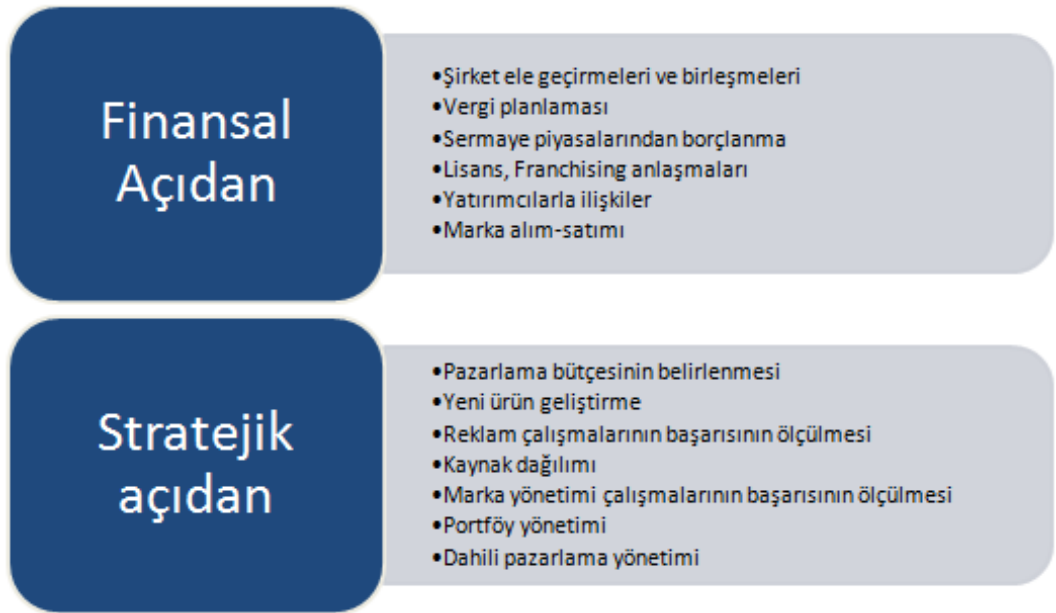 Finansal
Açıdan
•Şirket ele geçirmeleri ve birleşmeleri
•Vergi planlaması
•Sermaye piyasalarından borçlanma
•Lisans, Franchising anlaşmaları
•Yatırımcılarla ilişkiler
•Marka alım-satımı
Stratejik
açıdan
•Pazarlama bütçesinin belirlenmesi
•Yeni ürün geliştirme
•Reklam çalışmalarının başarısının ölçülmesi
•Kaynak dağılımı
•Marka yönetimi çalışmalarının başarısının ölçülmesi
•Portföy yönetimi
•Dahili pazarlama yönetimi